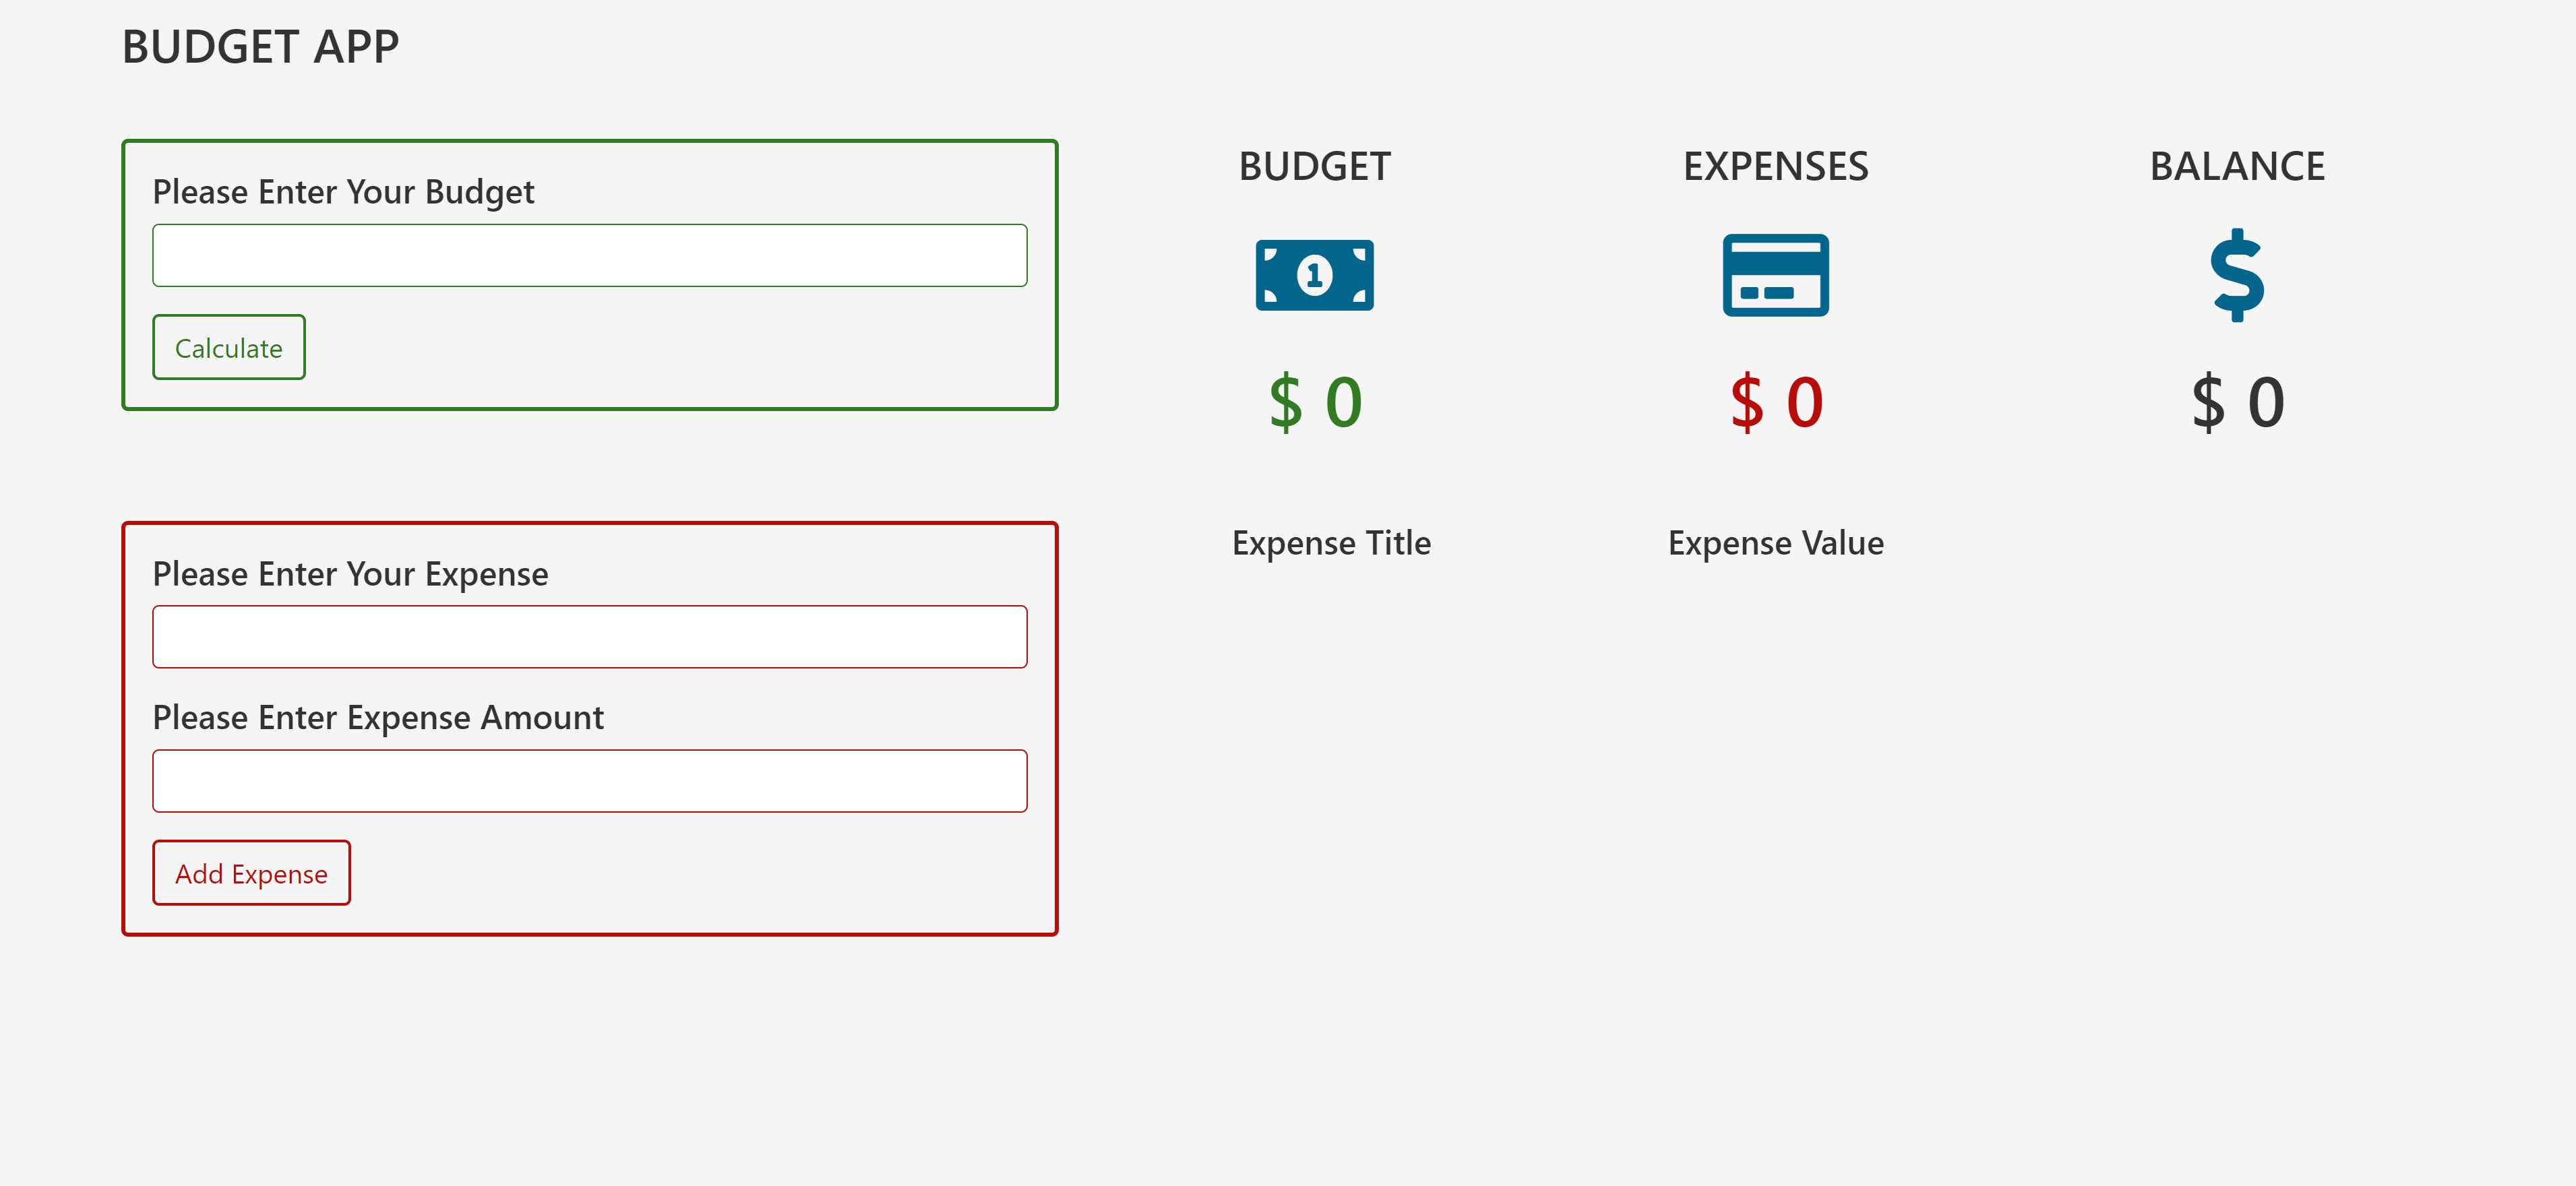 BUDGET APP
Please Enter Your Budget
Calculate
BUDGET
EXPENSES
BALANCE
1
$ 0
$ 0
$ 0
Please Enter Your Expense
Please Enter Expense Amount
Add Expense
Expense Title
Expense Value